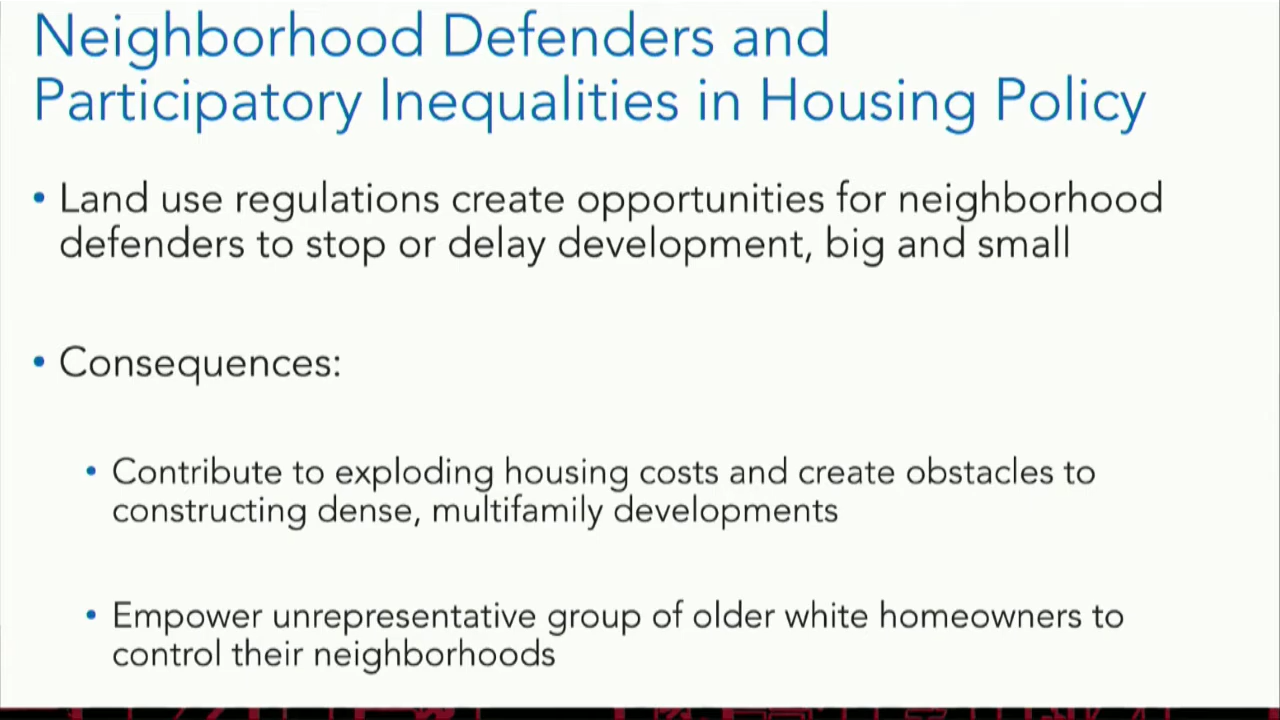 Neighborhood Defenders and
Participatory Inequalities in Housing Policy
• Land use regulations create opportunities for neighborhood
defenders to stop or delay development, big and small
• Consequences:
• Contribute to exploding housing costs and create obstacles to
constructing dense, multifamily developments
• Empower unrepresentative group of older white homeowners to
control their neighborhoods